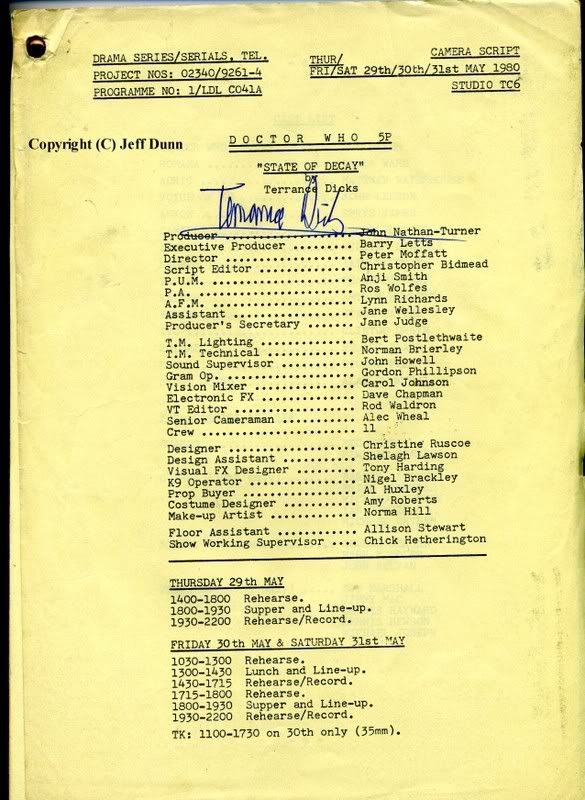 DRAMA SERIES/SERIALS, TEL.
PROJECT NOS: 02340/9261-4
PROGRAMME NO: 1/LDL C041A
CAMERA SCRIPT
THUR/
FRI/SAT 29th/30th/31st MAY 1980
STUDIO TC6
Copyright (C) Jeff Dunn
DOCTOR WHO 5P
"STATE OF DECAY"
by
Terrance Dicks
Terrance Dicks
Producer .................. John Nathan-Turner
Executive Producer ........ Barry Letts
Director .................. Peter Moffatt
Script Editor ............. Christopher Bidmead
P.U.M. .................... Anji Smith
P.A. ...................... Ros Wolfes
A.F.M. .................... Lynn Richards
Assistant ................. Jane Wellesley
Producer's Secretary ...... Jane Judge
T.M. Lighting ............. Bert Postlethwaite
T.M. Technical ............ Norman Brierley
Sound Supervisor .......... John Howell
Gram Op. .................. Gordon Phillipson
Vision Mixer .............. Carol Johnson
Electronic FX ............. Dave Chapman
VT Editor ................. Rod Waldron
Senior Cameraman .......... Alec Wheal
Crew ...................... 11
Designer .................. Christine Ruscoe
Design Assistant .......... Shelagh Lawson
Visual FX Designer ........ Tony Harding
K9 Operator ............... Nigel Brackley
Prop Buyer ................ Al Huxley
Costume Designer .......... Amy Roberts
Make-up Artist ............ Norma Hill
Floor Assistant ........... Allison Stewart
Show Working Supervisor ... Chick Hetherington
THURSDAY 29th MAY
1400-1800 Rehearse.
1800-1930 Supper and Line-up.
1930-2200 Rehearse/Record.
FRIDAY 30th MAY & SATURDAY 31st MAY
1030-1300 Rehearse.
1300-1430 Lunch and Line-up.
1430-1715 Rehearse/Record.
1715-1800 Rehearse.
1800-1930 Supper and Line-up.
1930-2200 Rehearse/Record.
TK: 1100-1730 on 30th only (35mm).